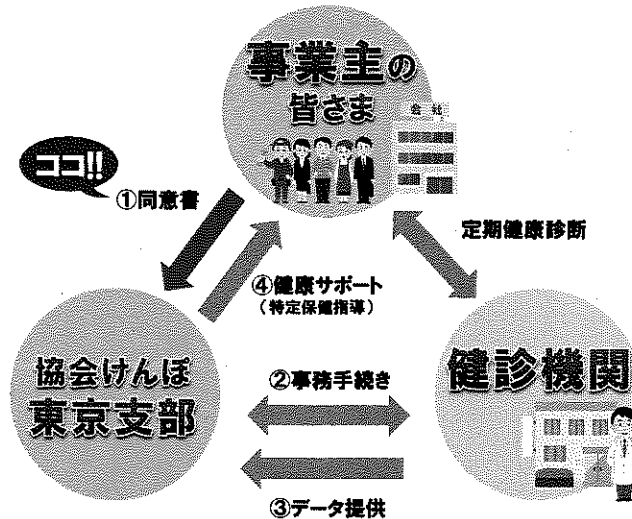 事業主の
皆さま
会社
ココ!!
①同意書
定期健康診断
④健康サポート
(特定保健指導)
協会けんぽ
東京支部
②事務手続き
健診機関
③データ提供